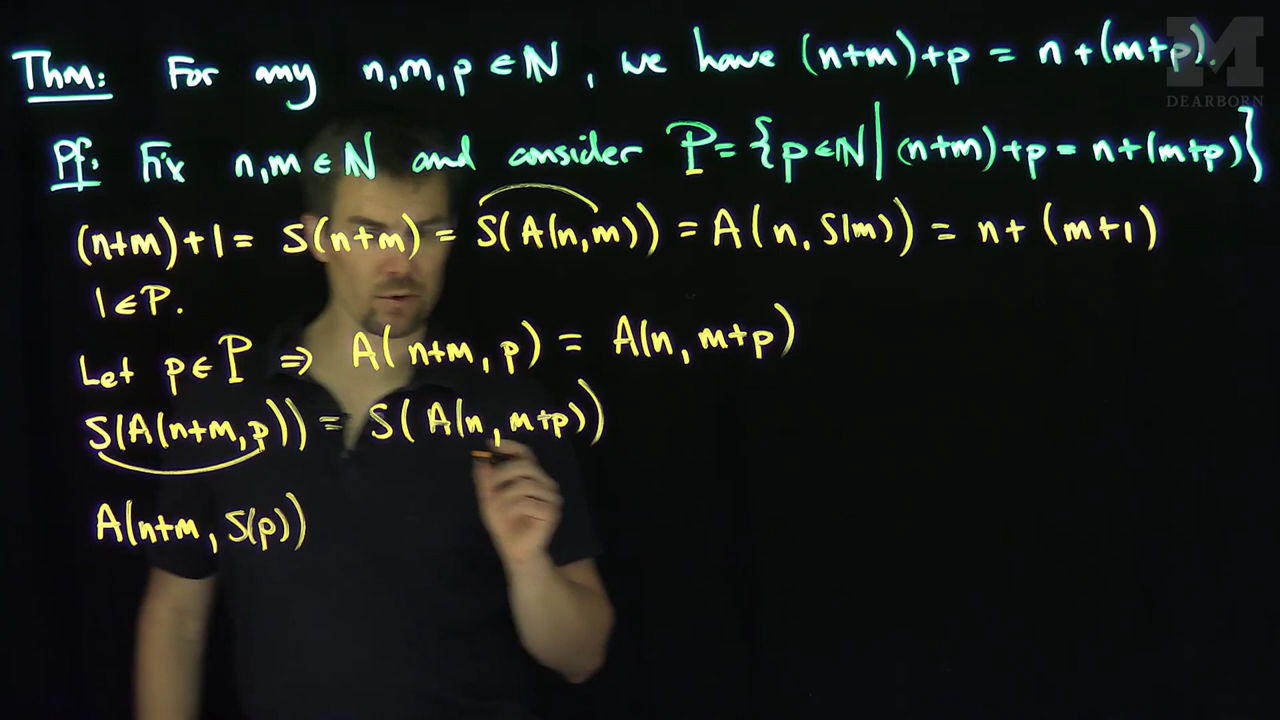 Thm: For any n,m,p ∈ ℕ, we have (n+m)+p = n+(m+p).
M
DEARBORN
Pf: Fix n,m ∈ ℕ and consider P = {p ∈ ℕ | (n+m)+p = n+(m+p)}
(n+m)+1 = S(n+m) = S(A(n,m)) = A(n, S(m)) = n+ (m+1)
1 ∈ P.
Let p ∈ P ⇒ A(n+m, p) = A(n, m+p)
S(A(n+m,p)) = S(A(n, m+p))
A(n+m, S(p))